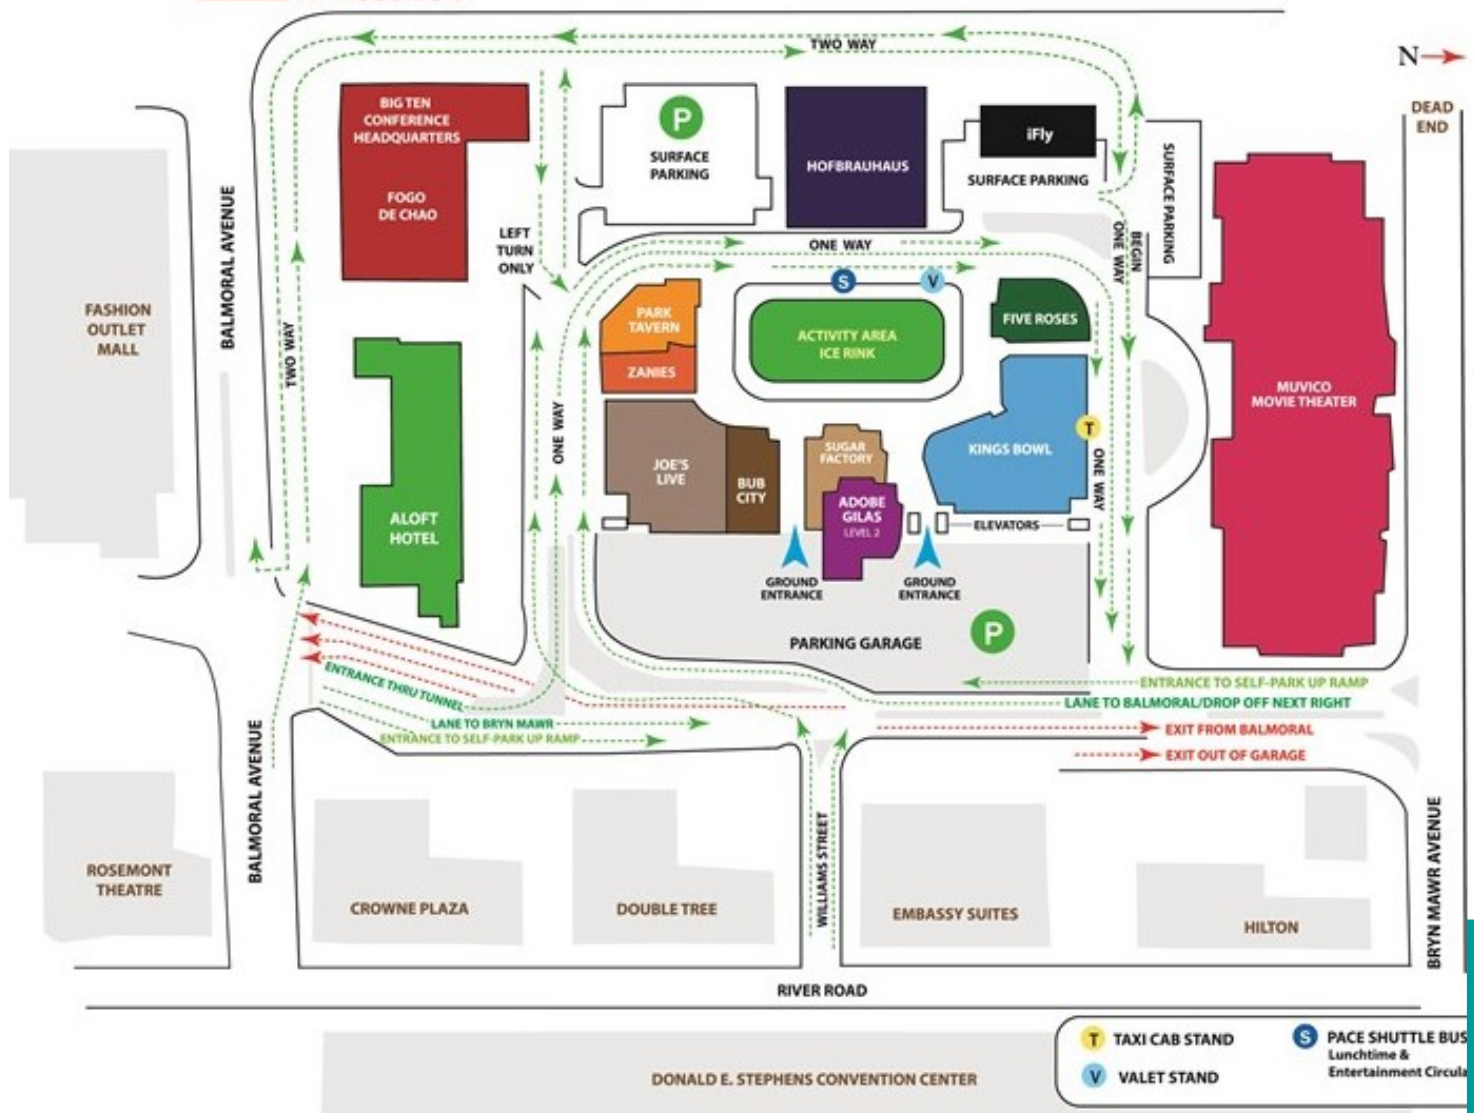 TWO WAY
N
DEAD
END
BIG TEN
CONFERENCE
HEADQUARTERS
FOGO
DE CHAO
P
SURFACE
PARKING
HOFBRAUHAUS
iFly
SURFACE PARKING
SURFACE PARKING
BALMORAL AVENUE
LEFT
TURN
ONLY
ONE WAY
BEGIN
ONE WAY
FASHION
OUTLET
MALL
TWO WAY
PARK
TAVERN
ZANIES
S
V
ACTIVITY AREA
ICE RINK
FIVE ROSES
MUVICO
MOVIE THEATER
ONE WAY
JOE'S
LIVE
BUB
CITY
SUGAR
FACTORY
ADOBE
GILAS
LEVEL 2
KINGS BOWL
T
ONE WAY
ALOFT
HOTEL
ELEVATORS
GROUND
ENTRANCE
GROUND
ENTRANCE
PARKING GARAGE
P
ENTRANCE THRU TUNNEL
LANE TO BRYN MAWR
ENTRANCE TO SELF-PARK UP RAMP
ENTRANCE TO SELF-PARK UP RAMP
LANE TO BALMORAL/DROP OFF NEXT RIGHT
EXIT FROM BALMORAL
EXIT OUT OF GARAGE
BALMORAL AVENUE
ROSEMONT
THEATRE
CROWNE PLAZA
DOUBLE TREE
WILLIAMS STREET
EMBASSY SUITES
HILTON
BRYN MAWR AVENUE
RIVER ROAD
DONALD E. STEPHENS CONVENTION CENTER
T TAXI CAB STAND
V VALET STAND
S PACE SHUTTLE BUS
Lunchtime &
Entertainment Circula